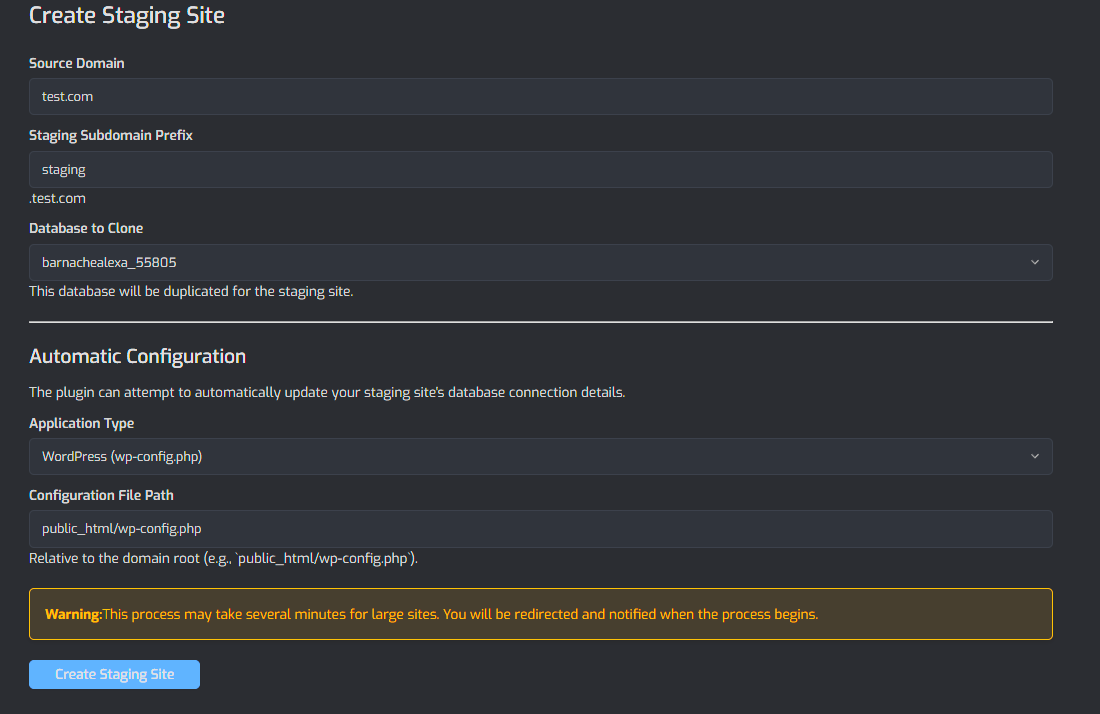 Create Staging Site
Source Domain
test.com
Staging Subdomain Prefix
staging
.test.com
Database to Clone
barnachealexa_55805
This database will be duplicated for the staging site.
Automatic Configuration
The plugin can attempt to automatically update your staging site's database connection details.
Application Type
WordPress (wp-config.php)
Configuration File Path
public_html/wp-config.php
Relative to the domain root (e.g., `public_html/wp-config.php`).
Warning:This process may take several minutes for large sites. You will be redirected and notified when the process begins.
Create Staging Site